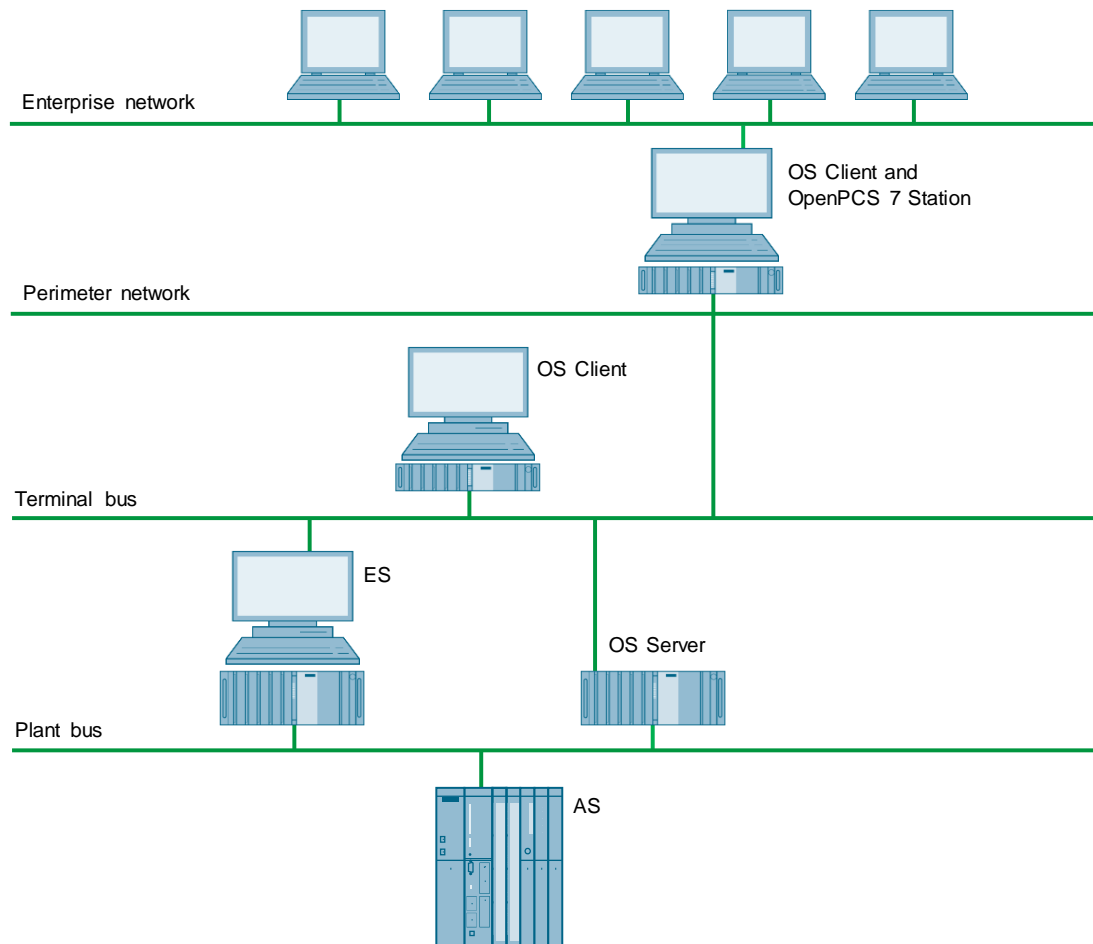 Enterprise network
OS Client and
OpenPCS 7 Station
Perimeter network
OS Client
Terminal bus
ES
OS Server
Plant bus
AS